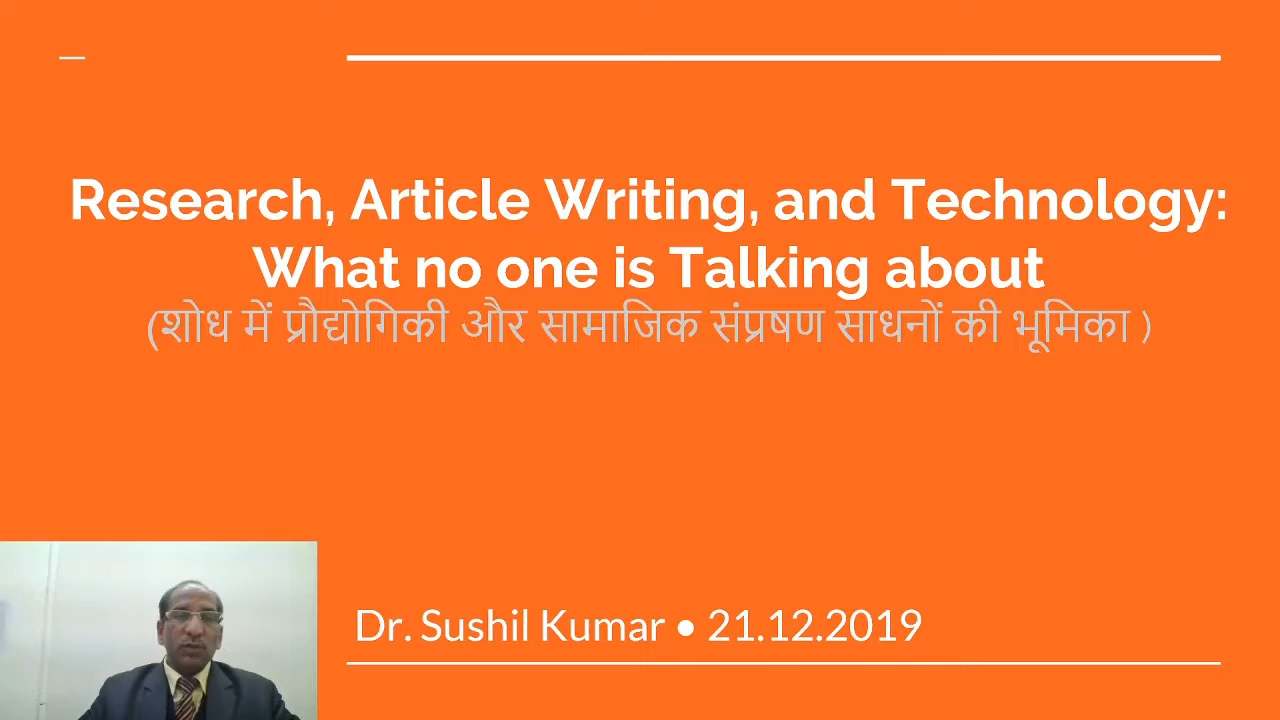 Research, Article Writing, and Technology:
What no one is Talking about
(शोध में प्रौद्योगिकी और सामाजिक संप्रषण साधनों की भूमिका )
Dr. Sushil Kumar • 21.12.2019